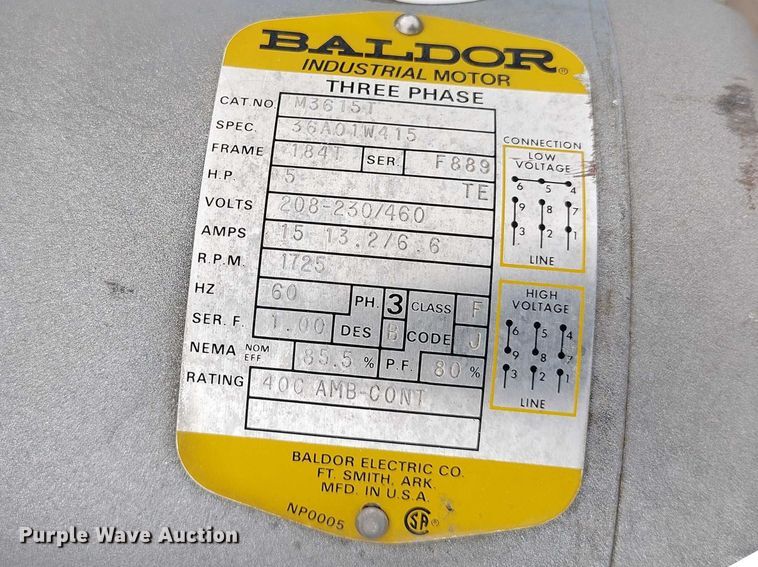 BALDOR®
INDUSTRIAL MOTOR
THREE PHASE
CAT.NO. M3615T
SPEC. 36A01W415
FRAME 184T SER. F889
H.P. 5 TE
VOLTS 208-230/460
AMPS 15 13.2/6.6
R.P.M. 1725
HZ 60 PH. 3 CLASS F
SER. F. 1.00 DES B CODE J
NEMA NOM EFF 85.5 % P.F. 80 %
RATING 40C AMB-CONT
CONNECTION
LOW VOLTAGE
6 5 4
9 8 7
3 2 1
LINE
HIGH VOLTAGE
6 5 4
9 8 7
3 2 1
LINE
BALDOR ELECTRIC CO.
FT. SMITH, ARK.
MFD. IN U.S.A.
NP0005
SA®
Purple Wave Auction